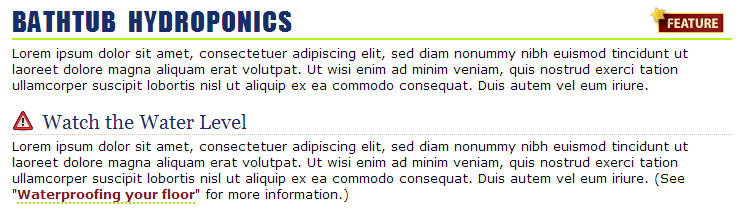 BATHTUB HYDROPONICS
FEATURE
Lorem ipsum dolor sit amet, consectetuer adipiscing elit, sed diam nonummy nibh euismod tincidunt ut
laoreet dolore magna aliquam erat volutpat. Ut wisi enim ad minim veniam, quis nostrud exerci tation
ullamcorper suscipit lobortis nisl ut aliquip ex ea commodo consequat. Duis autem vel eum iriure.
Watch the Water Level
Lorem ipsum dolor sit amet, consectetuer adipiscing elit, sed diam nonummy nibh euismod tincidunt ut
laoreet dolore magna aliquam erat volutpat. Ut wisi enim ad minim veniam, quis nostrud exerci tation
ullamcorper suscipit lobortis nisl ut aliquip ex ea commodo consequat. Duis autem vel eum iriure. (See
"Waterproofing your floor" for more information.)